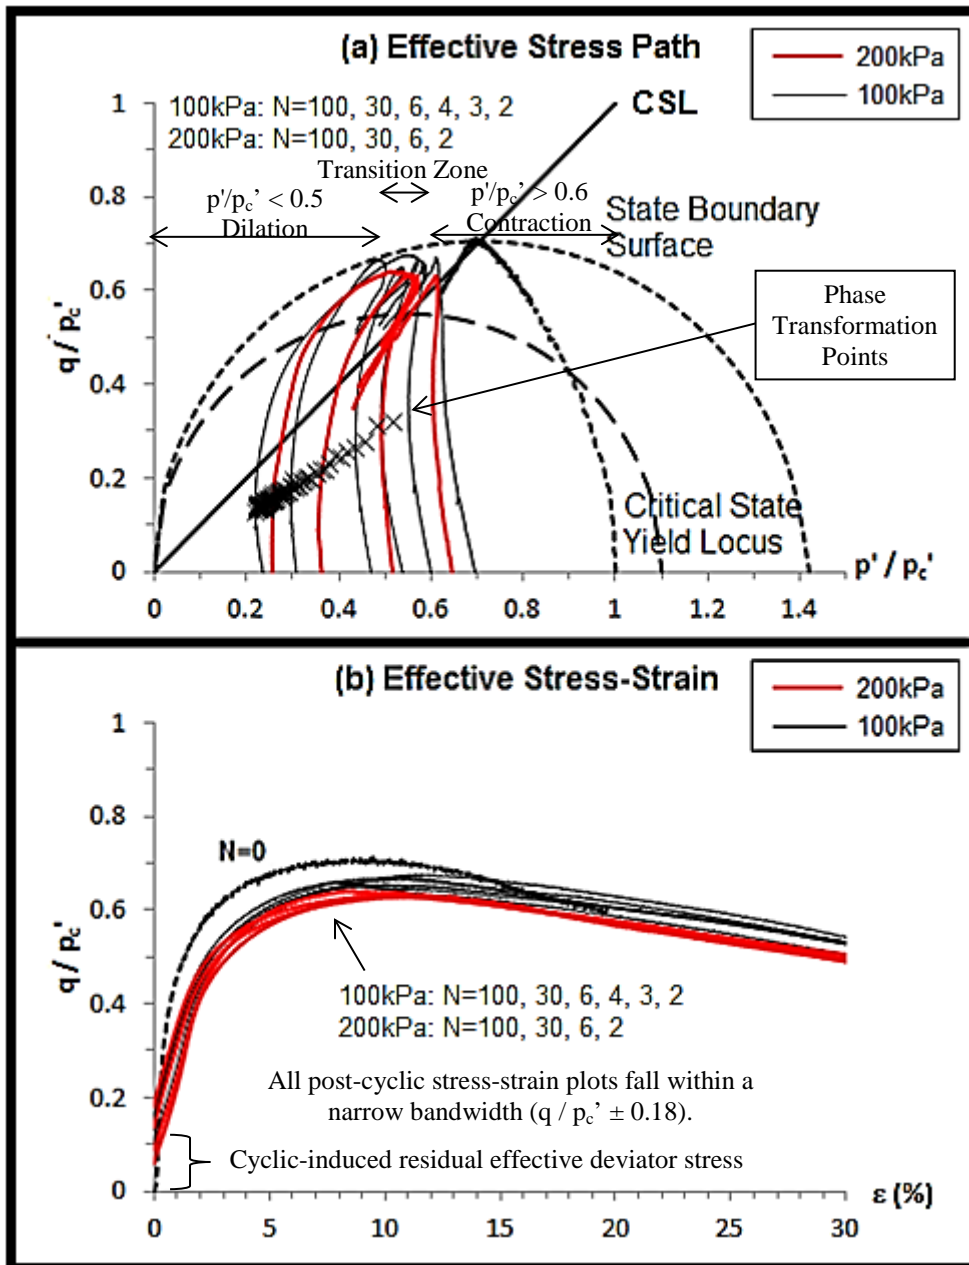 (a) Effective Stress Path
200kPa
100kPa
100kPa: N=100, 30, 6, 4, 3, 2
200kPa: N=100, 30, 6, 2
CSL
Transition Zone
p'/pc' < 0.5
Dilation
p'/pc' > 0.6
Contraction
State Boundary
Surface
Phase
Transformation
Points
Critical State
Yield Locus
q / pc'
1
0.8
0.6
0.4
0.2
0
0 0.2 0.4 0.6 0.8 1 1.2 1.4
p' / pc'
(b) Effective Stress-Strain
200kPa
100kPa
N=0
q / pc'
1
0.8
0.6
0.4
0.2
0
100kPa: N=100, 30, 6, 4, 3, 2
200kPa: N=100, 30, 6, 2
All post-cyclic stress-strain plots fall within a
narrow bandwidth (q / pc' ± 0.18).
Cyclic-induced residual effective deviator stress
0 5 10 15 20 25 30
ε (%)